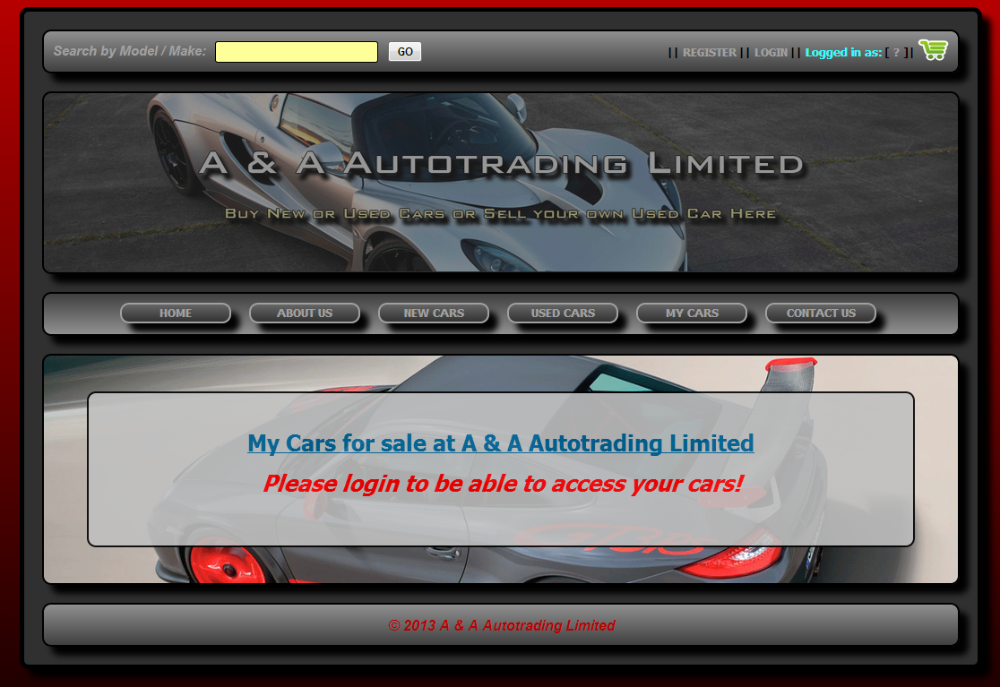 Search by Model / Make: GO || REGISTER || LOGIN || Logged in as: [ ? ]|
A & A Autotrading Limited
Buy New or Used Cars or Sell your own Used Car Here
HOME ABOUT US NEW CARS USED CARS MY CARS CONTACT US
My Cars for sale at A & A Autotrading Limited
Please login to be able to access your cars!
© 2013 A & A Autotrading Limited